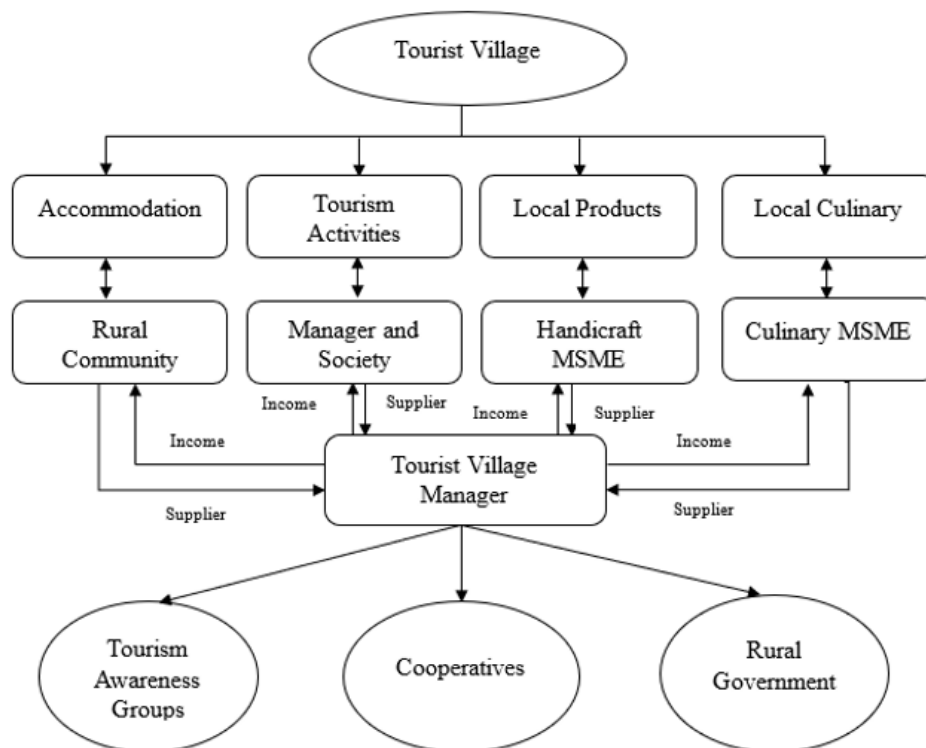 Tourist Village
Accommodation
Tourism
Activities
Local Products
Local Culinary
Rural
Community
Manager and
Society
Handicraft
MSME
Culinary MSME
Income
Supplier
Income
Supplier
Income
Income
Tourist Village
Manager
Supplier
Supplier
Tourism
Awareness
Groups
Cooperatives
Rural
Government